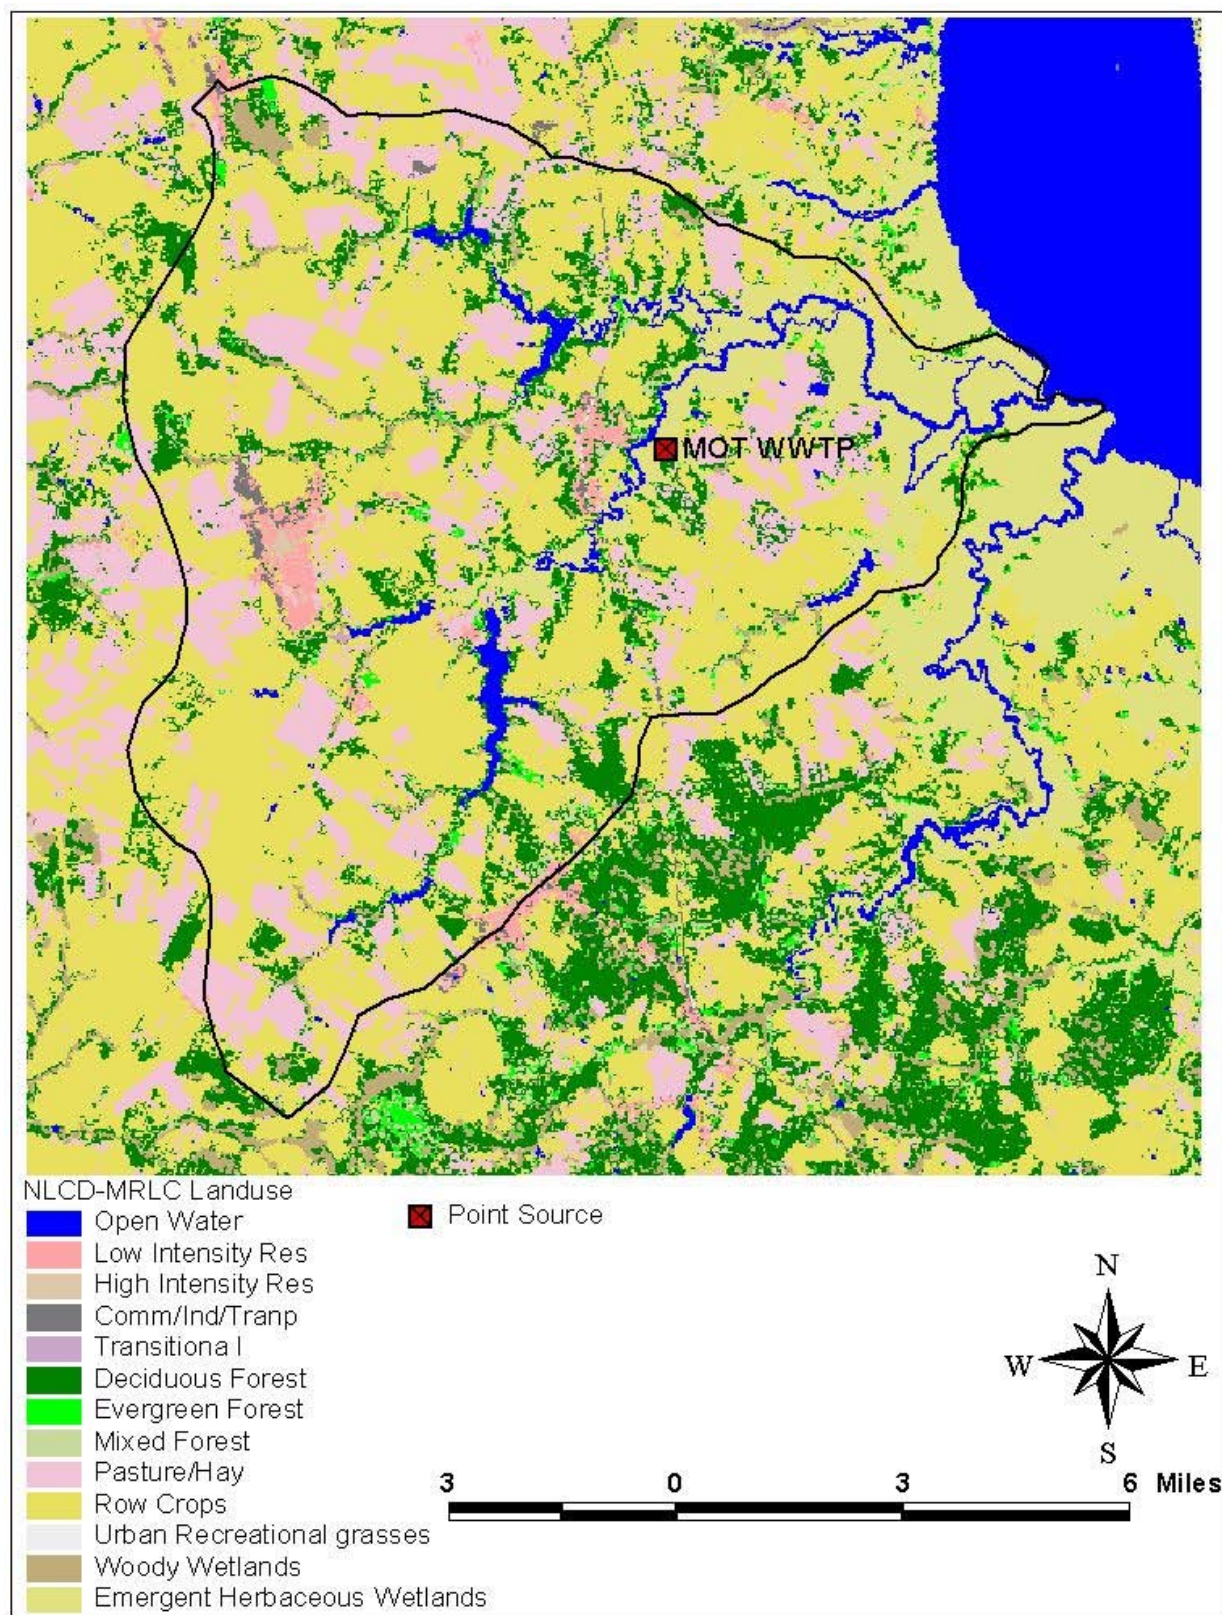 MOT WWTP
NLCD-MRLC Landuse
Open Water
Low Intensity Res
High Intensity Res
Comm/Ind/Tranp
Transitiona l
Deciduous Forest
Evergreen Forest
Mixed Forest
Pasture/Hay
Row Crops
Urban Recreational grasses
Woody Wetlands
Emergent Herbaceous Wetlands
Point Source
N
W E
S
3 0 3 6 Miles